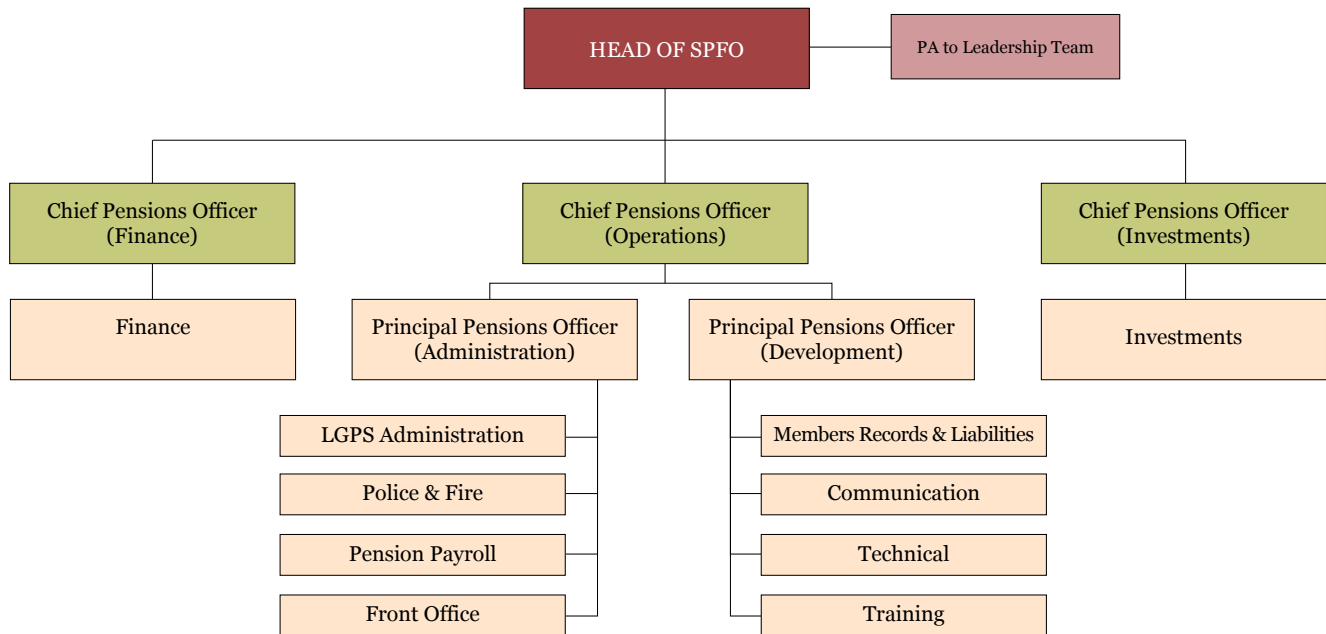 HEAD OF SPFO
PA to Leadership Team
Chief Pensions Officer
(Finance)
Chief Pensions Officer
(Operations)
Chief Pensions Officer
(Investments)
Finance
Principal Pensions Officer
(Administration)
Principal Pensions Officer
(Development)
Investments
LGPS Administration
Members Records & Liabilities
Police & Fire
Communication
Pension Payroll
Technical
Front Office
Training